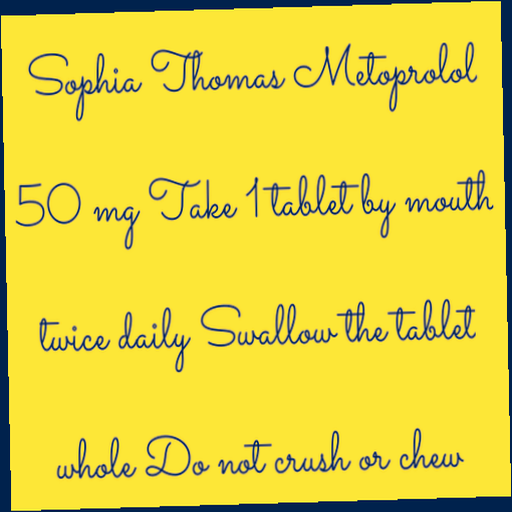 Sophia Thomas Metoprolol
50 mg Take 1 tablet by mouth
twice daily Swallow the tablet
whole Do not crush or chew